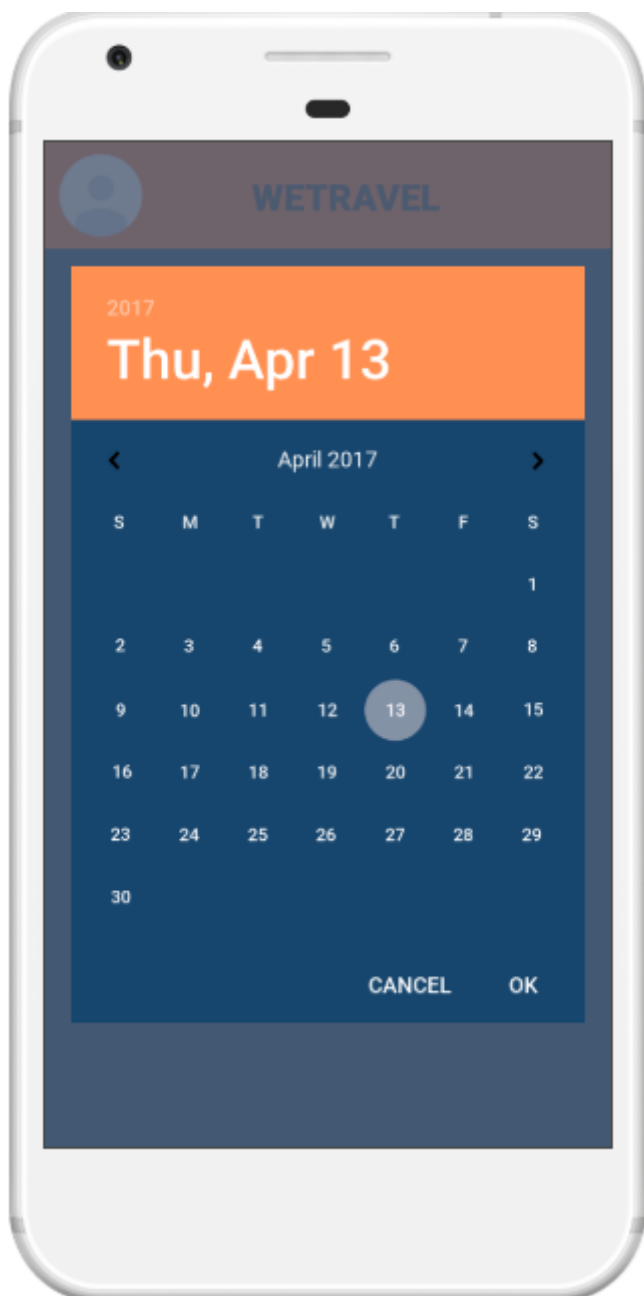 WETRAVEL
2017
Thu, Apr 13
April 2017
S M T W T F S
1
2 3 4 5 6 7 8
9 10 11 12 13 14 15
16 17 18 19 20 21 22
23 24 25 26 27 28 29
30
CANCEL OK